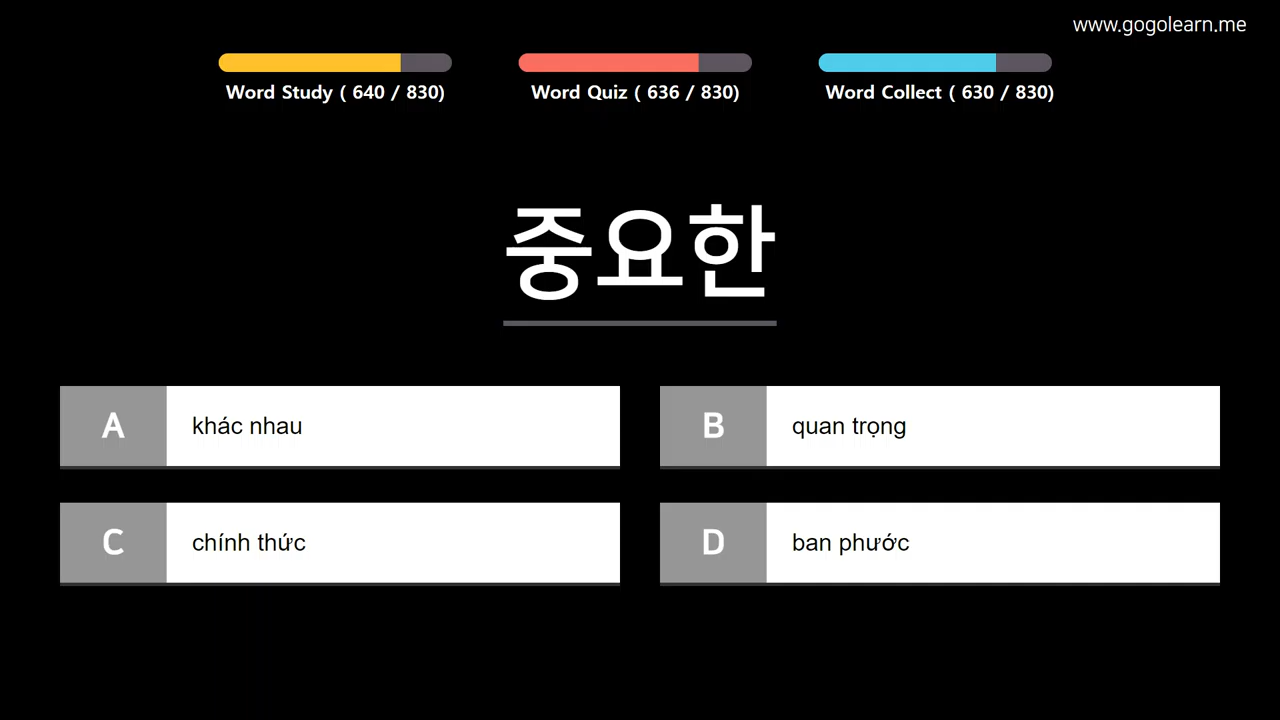 www.gogolearn.me
Word Study ( 640 / 830)
Word Quiz ( 636 / 830)
Word Collect ( 630 / 830)
중요한
A khác nhau
B quan trọng
C chính thức
D ban phước